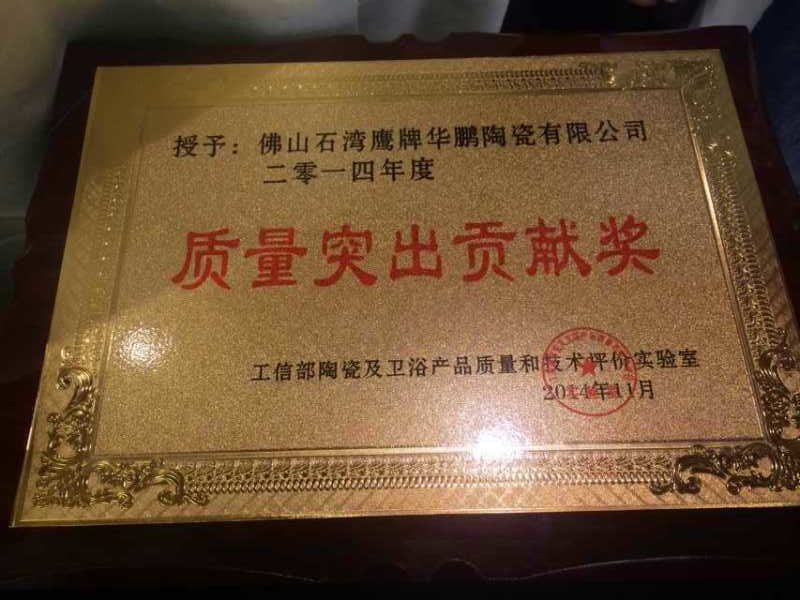 授予：佛山石湾鹰牌华鹏陶瓷有限公司
二零一四年度
质量突出贡献奖
工信部陶瓷及卫浴产品质量和技术评价实验室
2014年11月